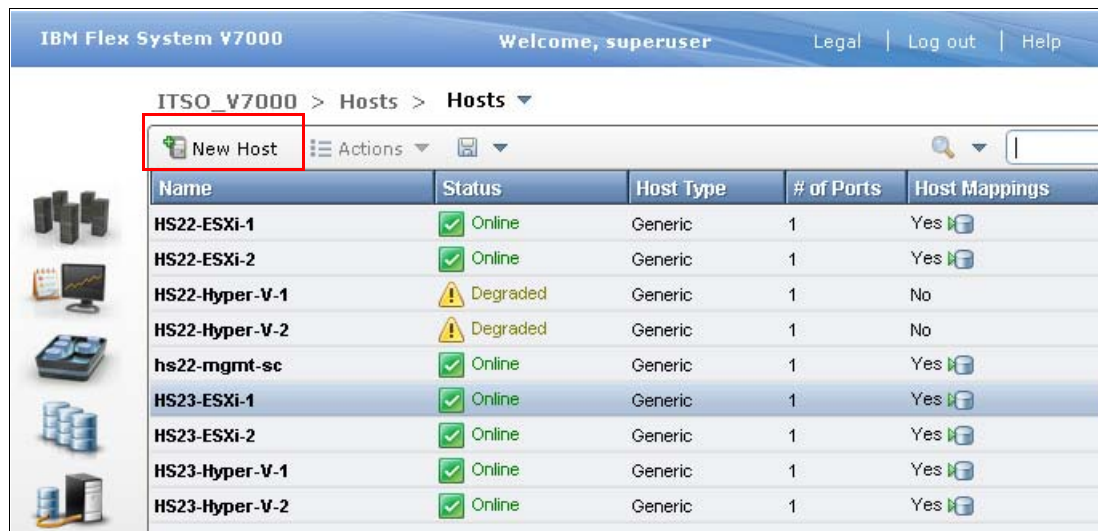 IBM Flex System V7000 Welcome, superuser Legal | Log out | Help
ITSO_V7000 > Hosts > Hosts
New Host Actions
Name Status Host Type # of Ports Host Mappings
HS22-ESXi-1 Online Generic 1 Yes
HS22-ESXi-2 Online Generic 1 Yes
HS22-Hyper-V-1 Degraded Generic 1 No
HS22-Hyper-V-2 Degraded Generic 1 No
hs22-mgmt-sc Online Generic 1 Yes
HS23-ESXi-1 Online Generic 1 Yes
HS23-ESXi-2 Online Generic 1 Yes
HS23-Hyper-V-1 Online Generic 1 Yes
HS23-Hyper-V-2 Online Generic 1 Yes